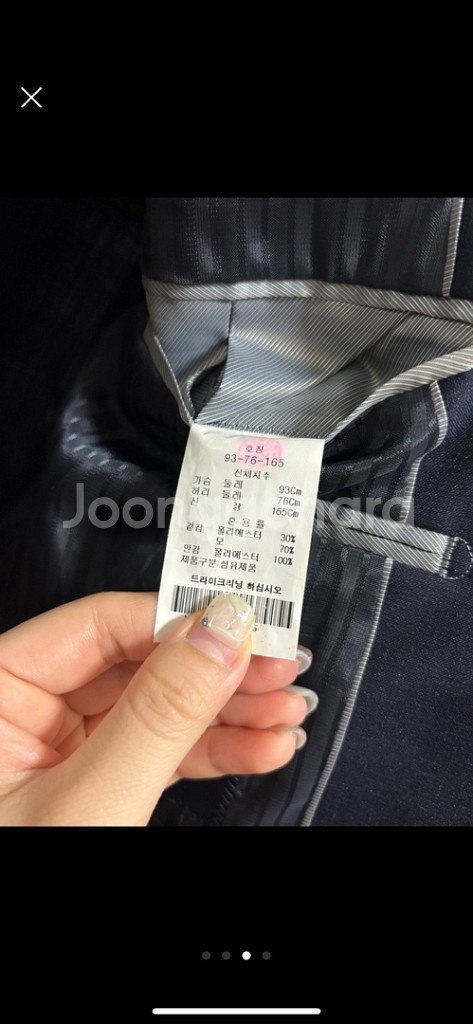 호칭
93-76-165
신체치수
가슴 둘레 93Cm
허리 둘레 76Cm
신 장 165Cm
혼 용 률
겉감 폴리에스터 30%
모 70%
안감 폴리에스터 100%
제품구분:섬유제품
드라이크리닝 하십시오
Joonggonara